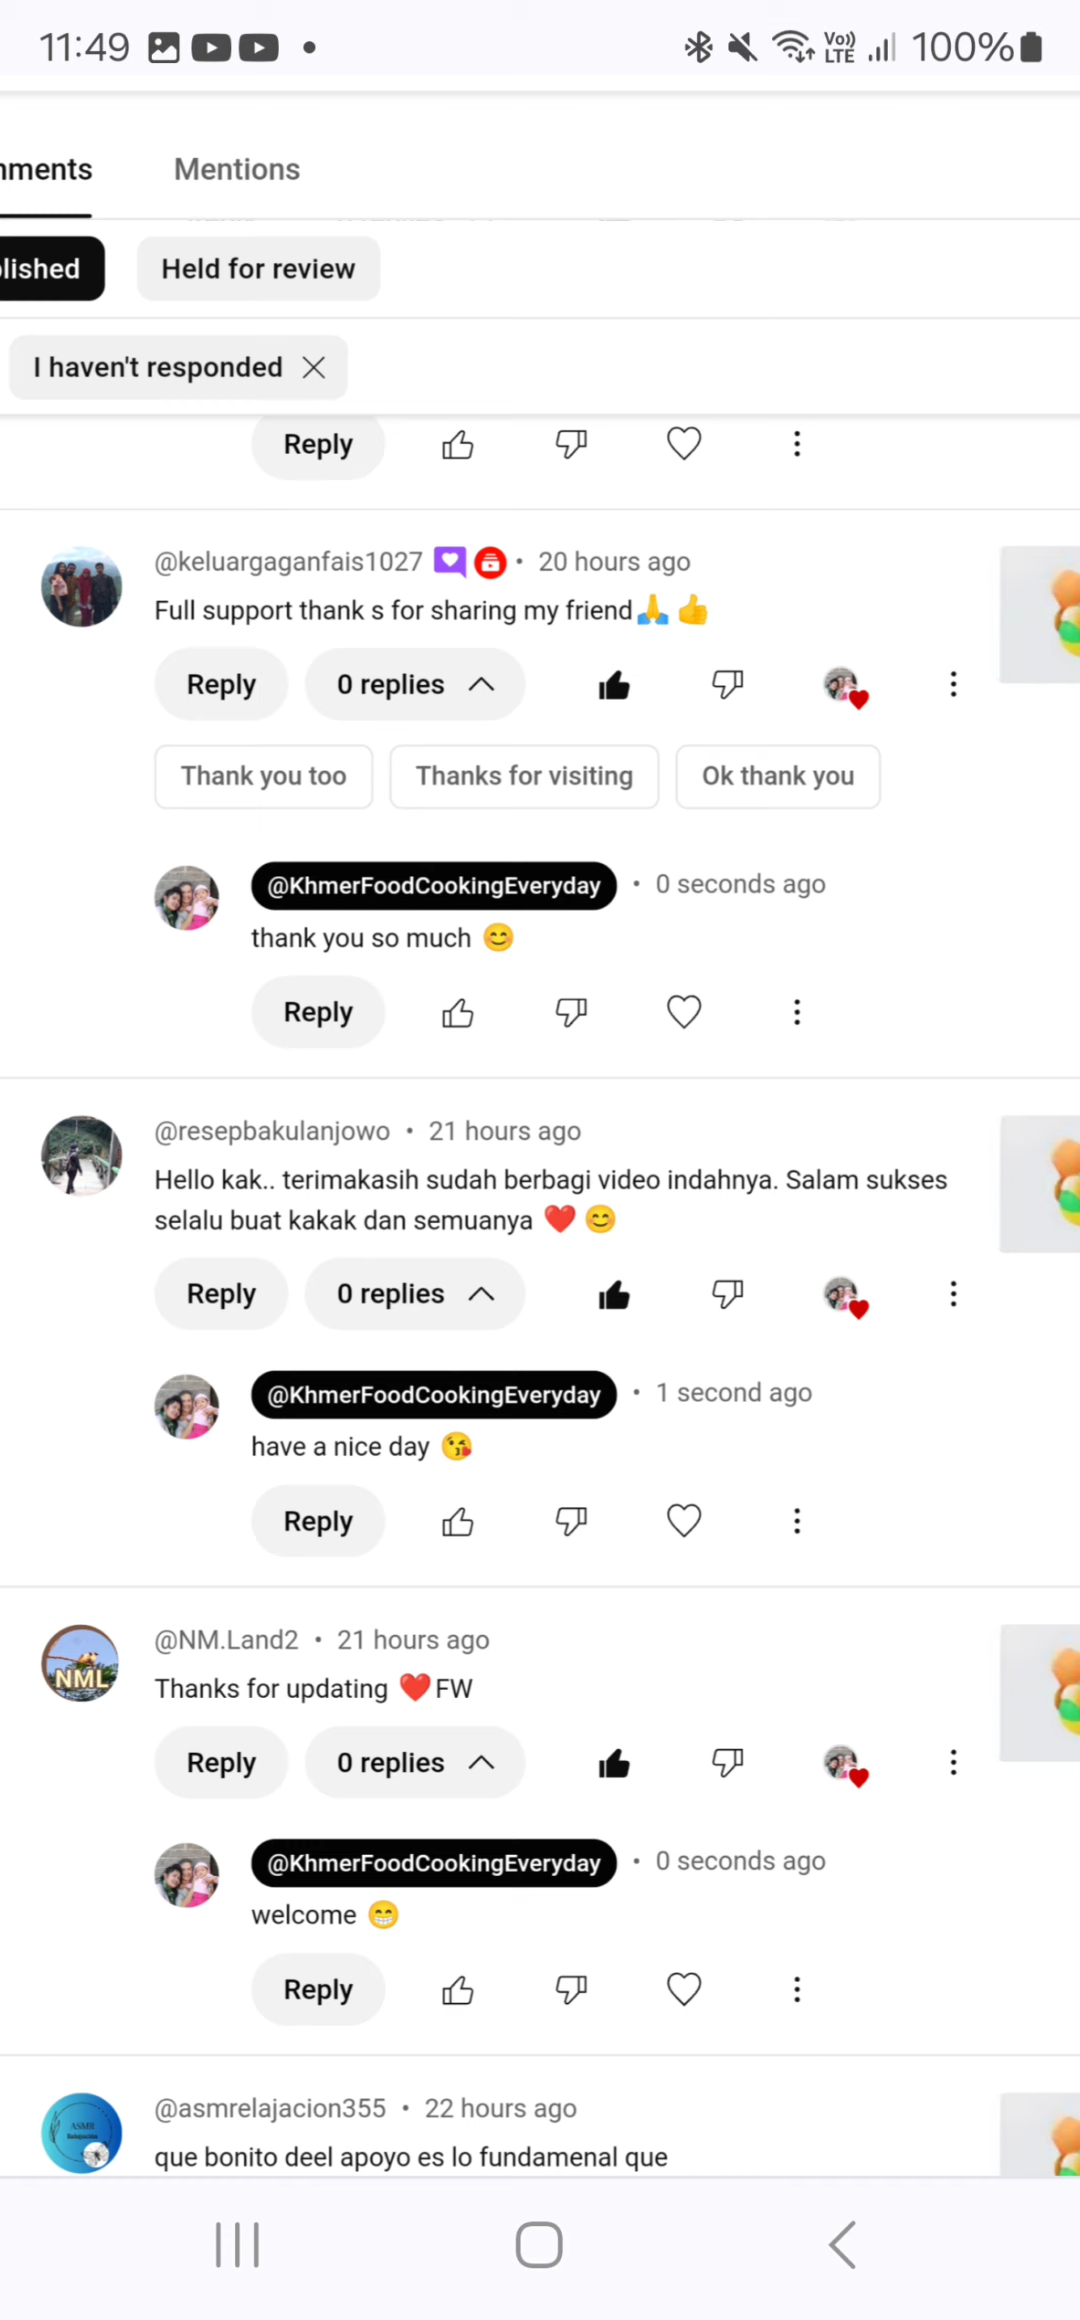 11:49
Vo))
LTE
100%
mments
Mentions
lished
Held for review
I haven't responded
Reply
@keluargaganfais1027 • 20 hours ago
Full support thank s for sharing my friend🙏👍
Reply
0 replies
Thank you too
Thanks for visiting
Ok thank you
@KhmerFoodCookingEveryday • 0 seconds ago
thank you so much 😊
Reply
@resepbakulanjowo • 21 hours ago
Hello kak.. terimakasih sudah berbagi video indahnya. Salam sukses
selalu buat kakak dan semuanya ❤️ 😊
Reply
0 replies
@KhmerFoodCookingEveryday • 1 second ago
have a nice day 😘
Reply
@NM.Land2 • 21 hours ago
NML
Thanks for updating ❤️FW
Reply
0 replies
@KhmerFoodCookingEveryday • 0 seconds ago
welcome 😁
Reply
@asmrelajacion355 • 22 hours ago
ASMR
que bonito deel apoyo es lo fundamenal que